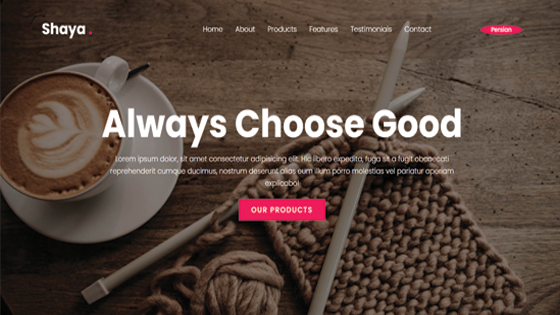 Shaya .
Home About Products Features Testimonials Contact
Persian
Always Choose Good
Lorem ipsum dolor, sit amet consectetur adipisicing elit. Hic libero expedita, fuga sit a fugit obcaecati
reprehenderit cumque ducimus, nostrum deserunt alias eum illum porro molestias vel pariatur aperiam
explicabo!
OUR PRODUCTS